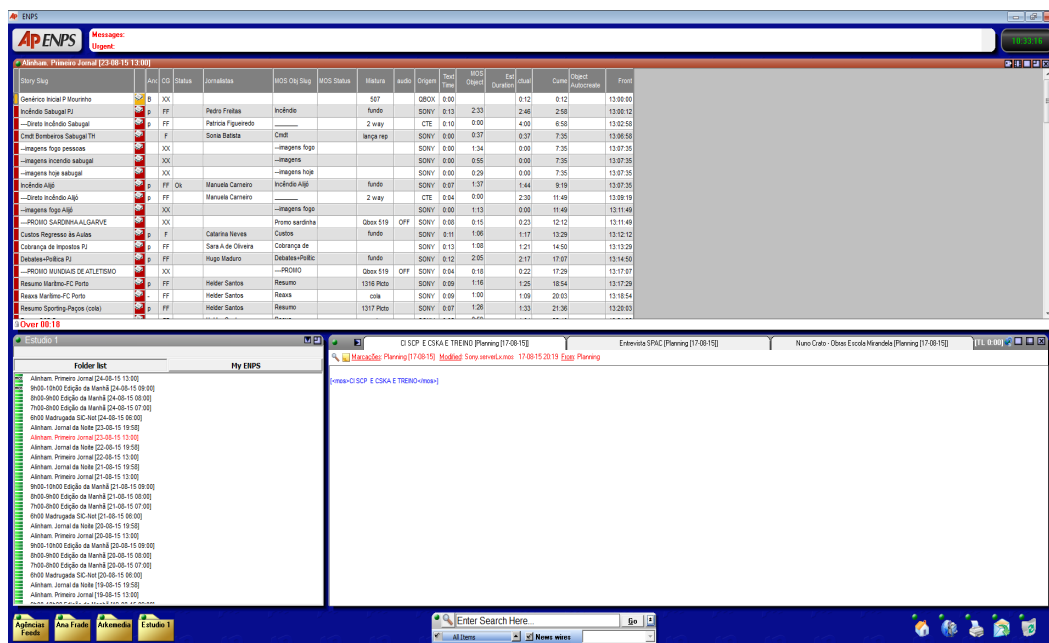 AP ENPS
AP ENPS
Messages:
Urgent:
10:33:16
Alinham. Primeiro Jornal [23-08-15 13:00]
Story Slug Anc CG Status Jornalistas MOS Obj Slug MOS Status Mistura audio Origem Text Time MOS Object Est Duration ctual Cume Object Autocreate Front
Genérico Inicial P Mourinho B XX 507 QBOX 0:00 0:12 0:12 13:00:00
Incêndio Sabugal PJ p FF Pedro Freitas Incêndio fundo SONY 0:13 2:33 2:46 2:58 13:00:12
---Direto Incêndio Sabugal p FF Patricia Figueiredo ______ 2 way CTE 0:10 0:00 4:00 6:58 13:02:58
Cmdt Bombeiros Sabugal TH F Sonia Batista Cmdt lança rep SONY 0:00 0:37 0:37 7:35 13:06:58
--imagens fogo pessoas XX --imagens fogo SONY 0:00 1:34 0:00 7:35 13:07:35
--imagens incendio sabugal XX --imagens SONY 0:00 0:55 0:00 7:35 13:07:35
--imagens hoje sabugal XX --imagens hoje SONY 0:00 0:29 0:00 7:35 13:07:35
Incêndio Alijó p FF Ok Manuela Carneiro Incêndio Alijó fundo SONY 0:07 1:37 1:44 9:19 13:07:35
---Direto Incêndio Alijó p FF Manuela Carneiro ______ 2 way CTE 0:04 0:00 2:30 11:49 13:09:19
--imagens fogo Alijó XX --imagens fogo SONY 0:00 1:13 0:00 11:49 13:11:49
----PROMO SARDINHA ALGARVE XX Promo sardinha Qbox 519 OFF SONY 0:08 0:15 0:23 12:12 13:11:49
Custos Regresso às Aulas p F Catarina Neves Custos fundo SONY 0:11 1:06 1:17 13:29 13:12:12
Cobrança de Impostos PJ p FF Sara A de Oliveira Cobrança de SONY 0:13 1:08 1:21 14:50 13:13:29
Debates+Política PJ p FF Hugo Maduro Debates+Polític fundo SONY 0:12 2:05 2:17 17:07 13:14:50
----PROMO MUNDIAIS DE ATLETISMO XX ----PROMO Qbox 519 OFF SONY 0:04 0:18 0:22 17:29 13:17:07
Resumo Marítimo-FC Porto p FF Helder Santos Resumo 1316 Plcto SONY 0:09 1:16 1:25 18:54 13:17:29
Reaxs Marítimo-FC Porto - FF Helder Santos Reaxs cola SONY 0:09 1:00 1:09 20:03 13:18:54
Resumo Sporting-Paços (cola) p FF Helder Santos Resumo 1317 Plcto SONY 0:07 1:26 1:33 21:36 13:20:03
Over 00:18
Estudio 1
Folder list My ENPS
Alinham. Primeiro Jornal [24-08-15 13:00]
9h00-10h00 Edição da Manhã [24-08-15 09:00]
8h00-9h00 Edição da Manhã [24-08-15 08:00]
7h00-8h00 Edição da Manhã [24-08-15 07:00]
6h00 Madrugada SIC-Not [24-08-15 06:00]
Alinham. Jornal da Noite [23-08-15 19:58]
Alinham. Primeiro Jornal [23-08-15 13:00]
Alinham. Jornal da Noite [22-08-15 19:58]
Alinham. Primeiro Jornal [22-08-15 13:00]
Alinham. Jornal da Noite [21-08-15 19:58]
Alinham. Primeiro Jornal [21-08-15 13:00]
9h00-10h00 Edição da Manhã [21-08-15 09:00]
8h00-9h00 Edição da Manhã [21-08-15 08:00]
7h00-8h00 Edição da Manhã [21-08-15 07:00]
6h00 Madrugada SIC-Not [21-08-15 06:00]
Alinham. Jornal da Noite [20-08-15 19:58]
Alinham. Primeiro Jornal [20-08-15 13:00]
9h00-10h00 Edição da Manhã [20-08-15 09:00]
8h00-9h00 Edição da Manhã [20-08-15 08:00]
7h00-8h00 Edição da Manhã [20-08-15 07:00]
6h00 Madrugada SIC-Not [20-08-15 06:00]
Alinham. Jornal da Noite [19-08-15 19:58]
Alinham. Primeiro Jornal [19-08-15 13:00]
CI SCP E CSKA E TREINO [Planning [17-08-15]] Entrevista SPAC [Planning [17-08-15]] Nuno Crato - Obras Escola Mirandela [Planning [17-08-15]] [TL 0:00]
Marcações: Planning [17-08-15] Modified: Sony.serverLx.mos 17-08-15 20:19 From: Planning
[<mos>CI SCP E CSKA E TREINO</mos>]
Agências Feeds Ana Frade Arkemedia Estudio 1
Enter Search Here... Go
All Items News wires